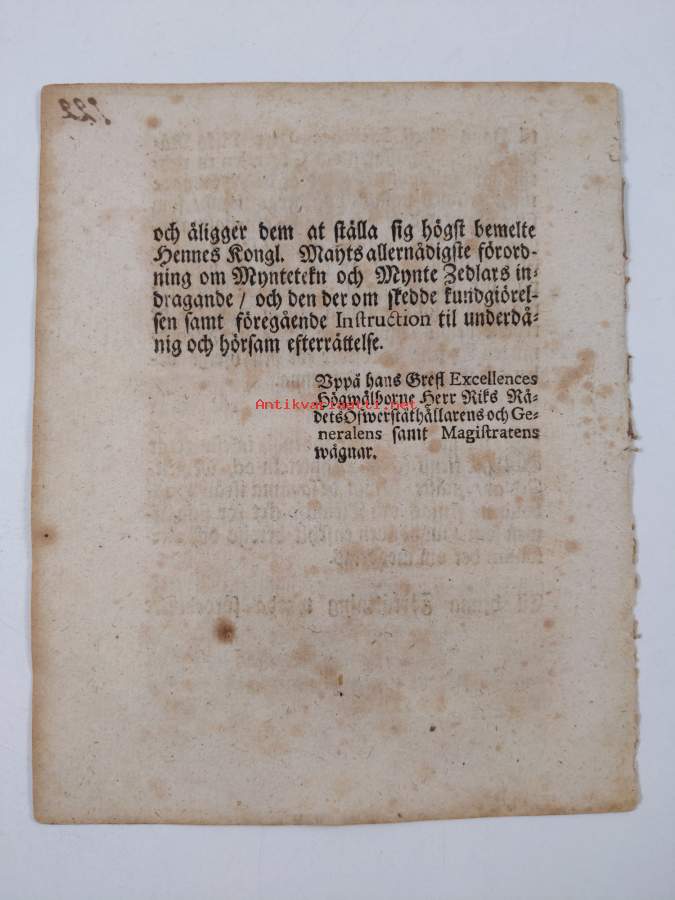 och åligger dem at ställa sig högst bemelte
Hennes Kongl. Mayts allernådigste förord-
ning om Myntetekn och Mynte Zedlars in-
dragande / och den der om skedde kundgiörel-
sen samt föregående Instruction til underdå-
nig och hörsam efterrättelse.
Uppå hans Grefl Excellences
Högwälborne Herr Riks Rå-
dets Öfwerståthållarens och Ge-
neralens samt Magistratens
wägnar.
Antikvariaatti.net